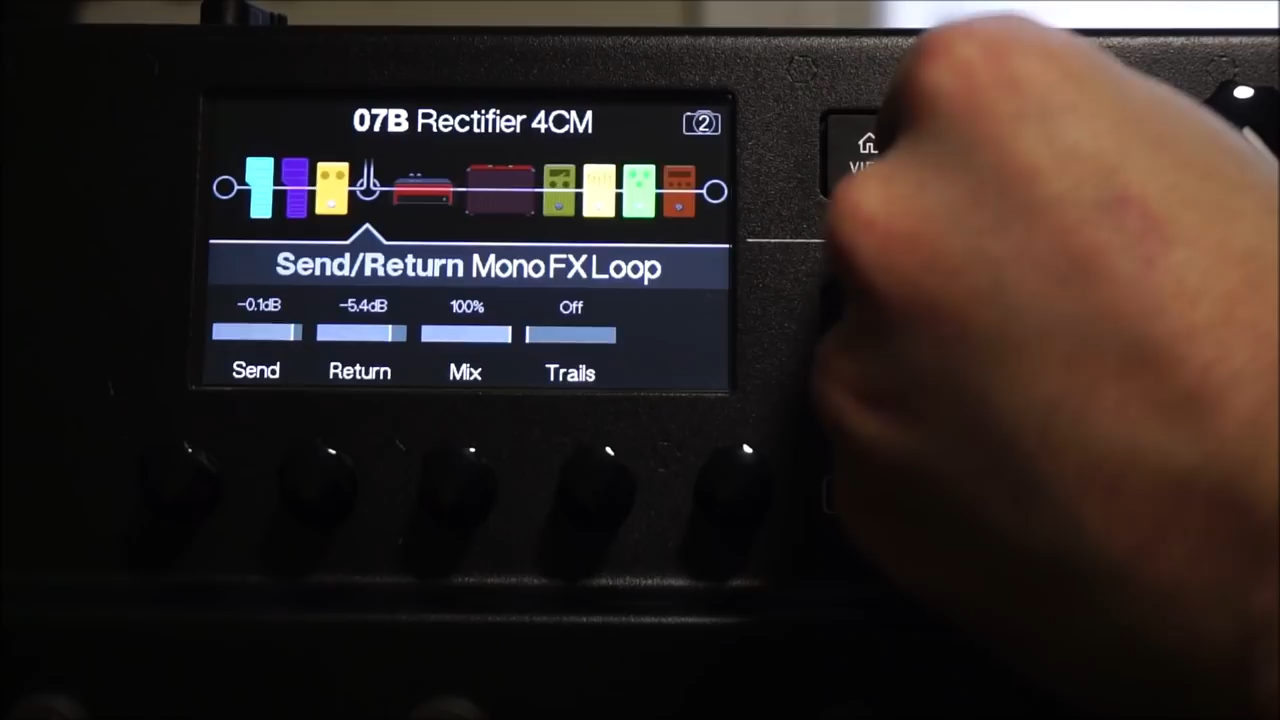 07B Rectifier 4CM
2
Send/Return Mono FX Loop
-0.1dB -5.4dB 100% Off
Send Return Mix Trails